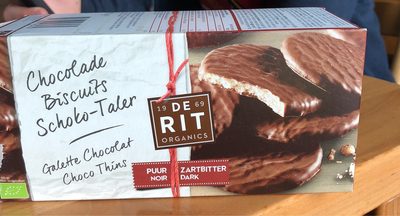 Chocolade
Biscuits
Schoko-Taler
Galette Chocolat
Choco Thins
19 69
DE
RIT
ORGANICS
PUUR ZARTBITTER
NOIR DARK